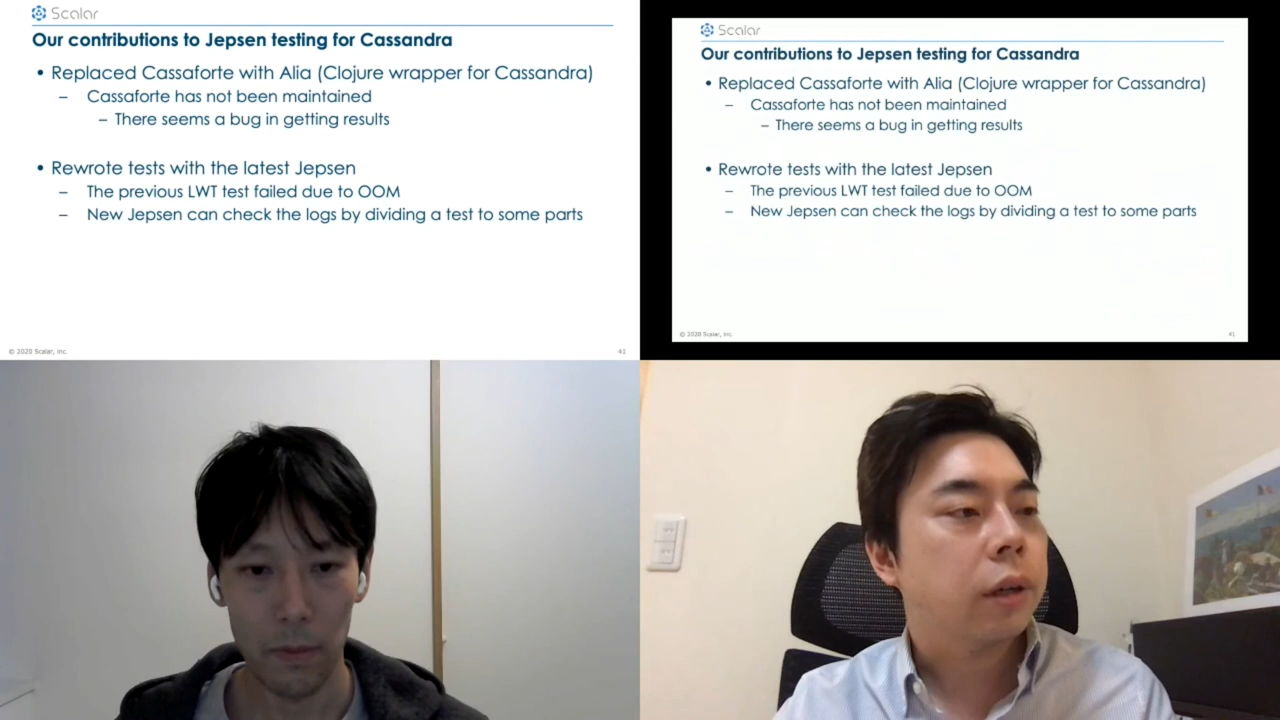 Scalar
Our contributions to Jepsen testing for Cassandra
• Replaced Cassaforte with Alia (Clojure wrapper for Cassandra)
– Cassaforte has not been maintained
– There seems a bug in getting results
• Rewrote tests with the latest Jepsen
– The previous LWT test failed due to OOM
– New Jepsen can check the logs by dividing a test to some parts
© 2020 Scalar, inc.
41
Scalar
Our contributions to Jepsen testing for Cassandra
• Replaced Cassaforte with Alia (Clojure wrapper for Cassandra)
– Cassaforte has not been maintained
– There seems a bug in getting results
• Rewrote tests with the latest Jepsen
– The previous LWT test failed due to OOM
– New Jepsen can check the logs by dividing a test to some parts
© 2020 Scalar, inc.
41